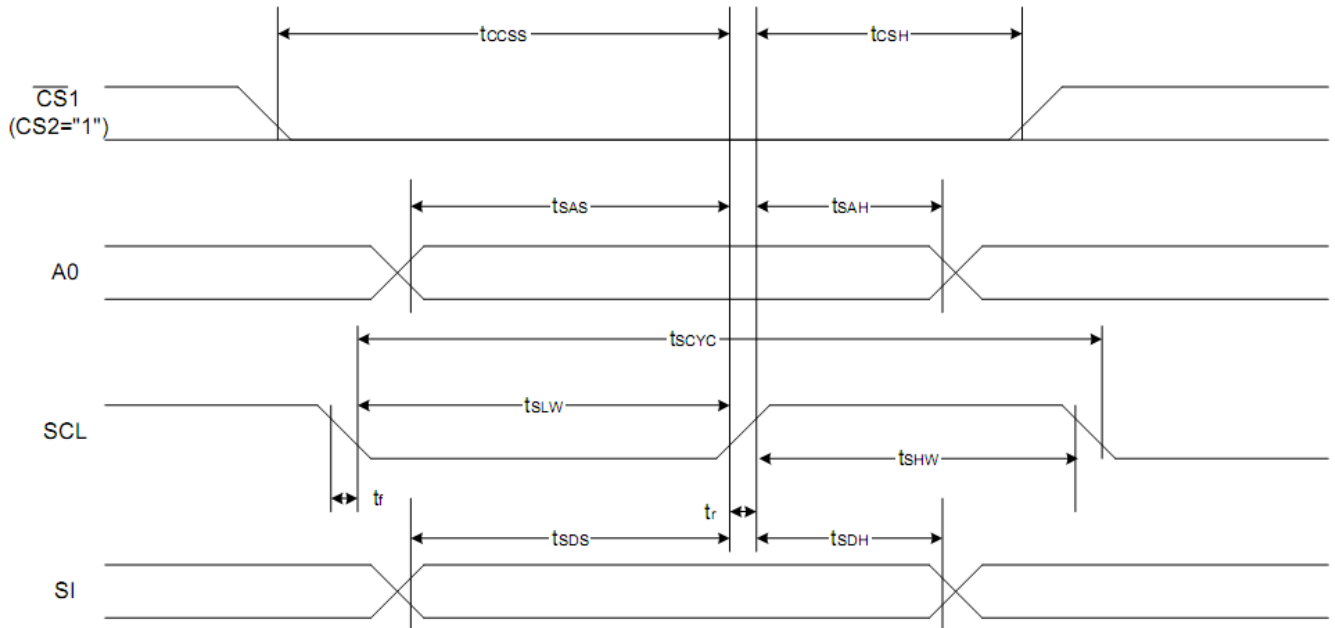 tCCSS
tCSH
CS1
(CS2="1")
tSAS
tSAH
A0
tSCYC
tSLW
SCL
tSHW
tf
tr
tSDS
tSDH
SI